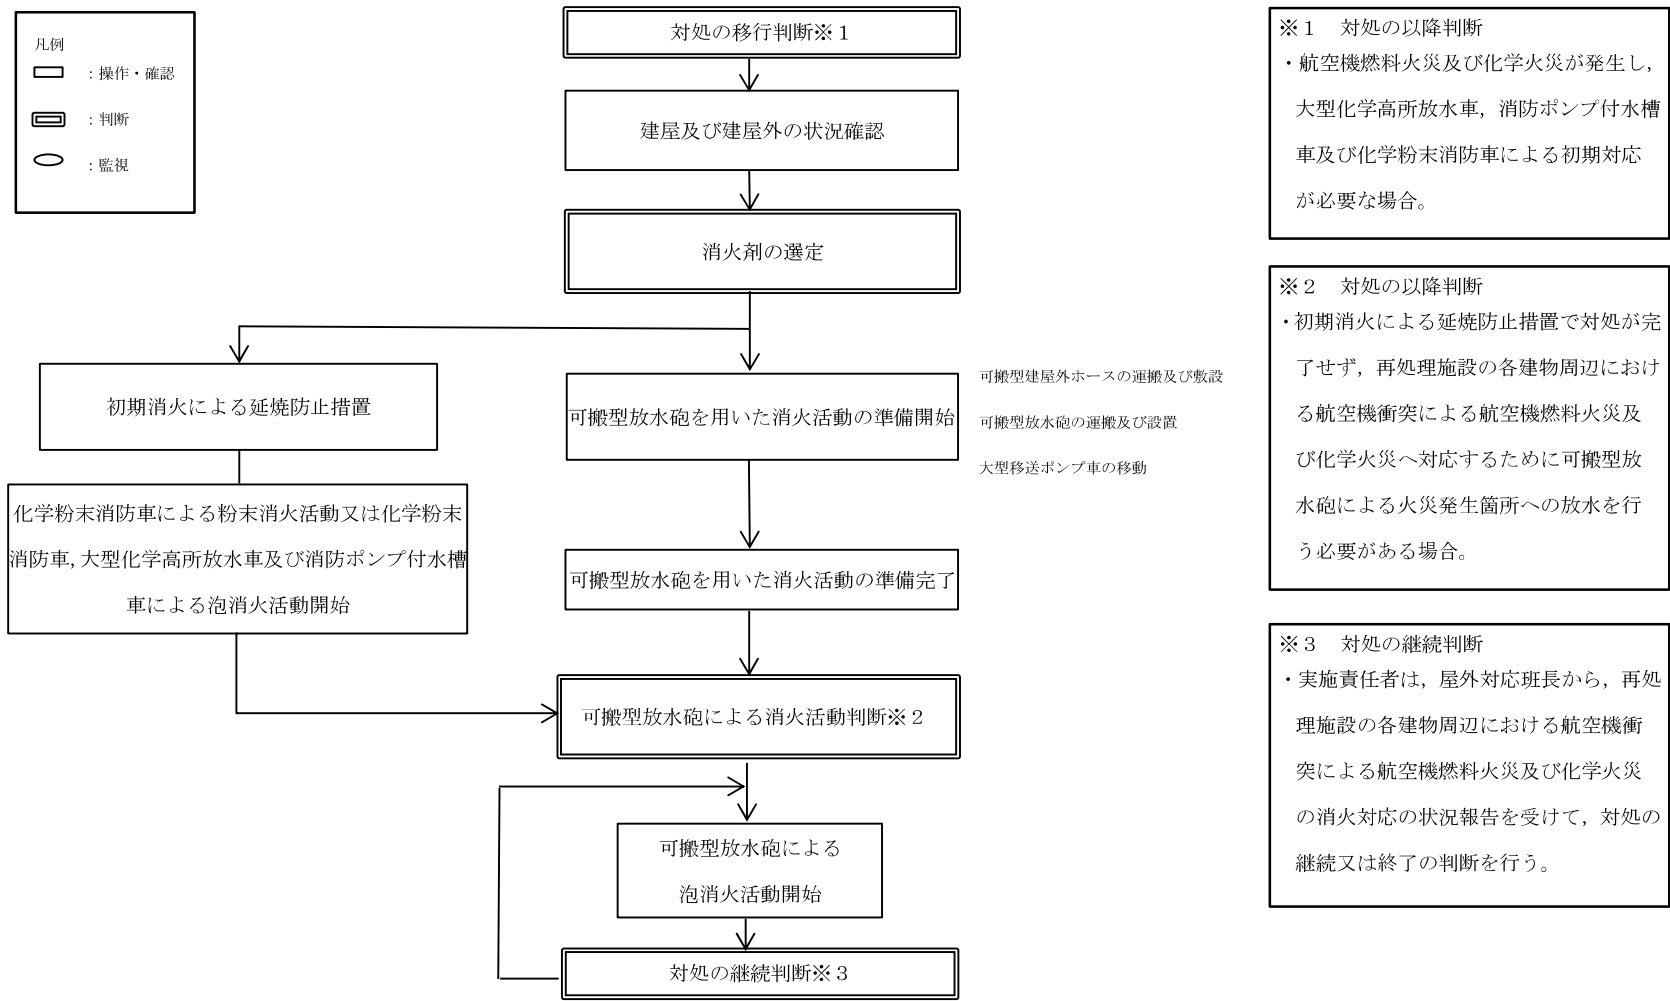 凡例
：操作・確認
：判断
：監視
対処の移行判断※１
建屋及び建屋外の状況確認
消火剤の選定
初期消火による延焼防止措置
化学粉末消防車による粉末消火活動又は化学粉末
消防車，大型化学高所放水車及び消防ポンプ付水槽
車による泡消火活動開始
可搬型放水砲を用いた消火活動の準備開始
可搬型建屋外ホースの運搬及び敷設
可搬型放水砲の運搬及び設置
大型移送ポンプ車の移動
可搬型放水砲を用いた消火活動の準備完了
可搬型放水砲による消火活動判断※２
可搬型放水砲による
泡消火活動開始
対処の継続判断※３
※１　対処の以降判断
・航空機燃料火災及び化学火災が発生し，
大型化学高所放水車，消防ポンプ付水槽
車及び化学粉末消防車による初期対応
が必要な場合。
※２　対処の以降判断
・初期消火による延焼防止措置で対処が完
了せず，再処理施設の各建物周辺におけ
る航空機衝突による航空機燃料火災及
び化学火災へ対応するために可搬型放
水砲による火災発生箇所への放水を行
う必要がある場合。
※３　対処の継続判断
・実施責任者は，屋外対応班長から，再処
理施設の各建物周辺における航空機衝
突による航空機燃料火災及び化学火災
の消火対応の状況報告を受けて，対処の
継続又は終了の判断を行う。